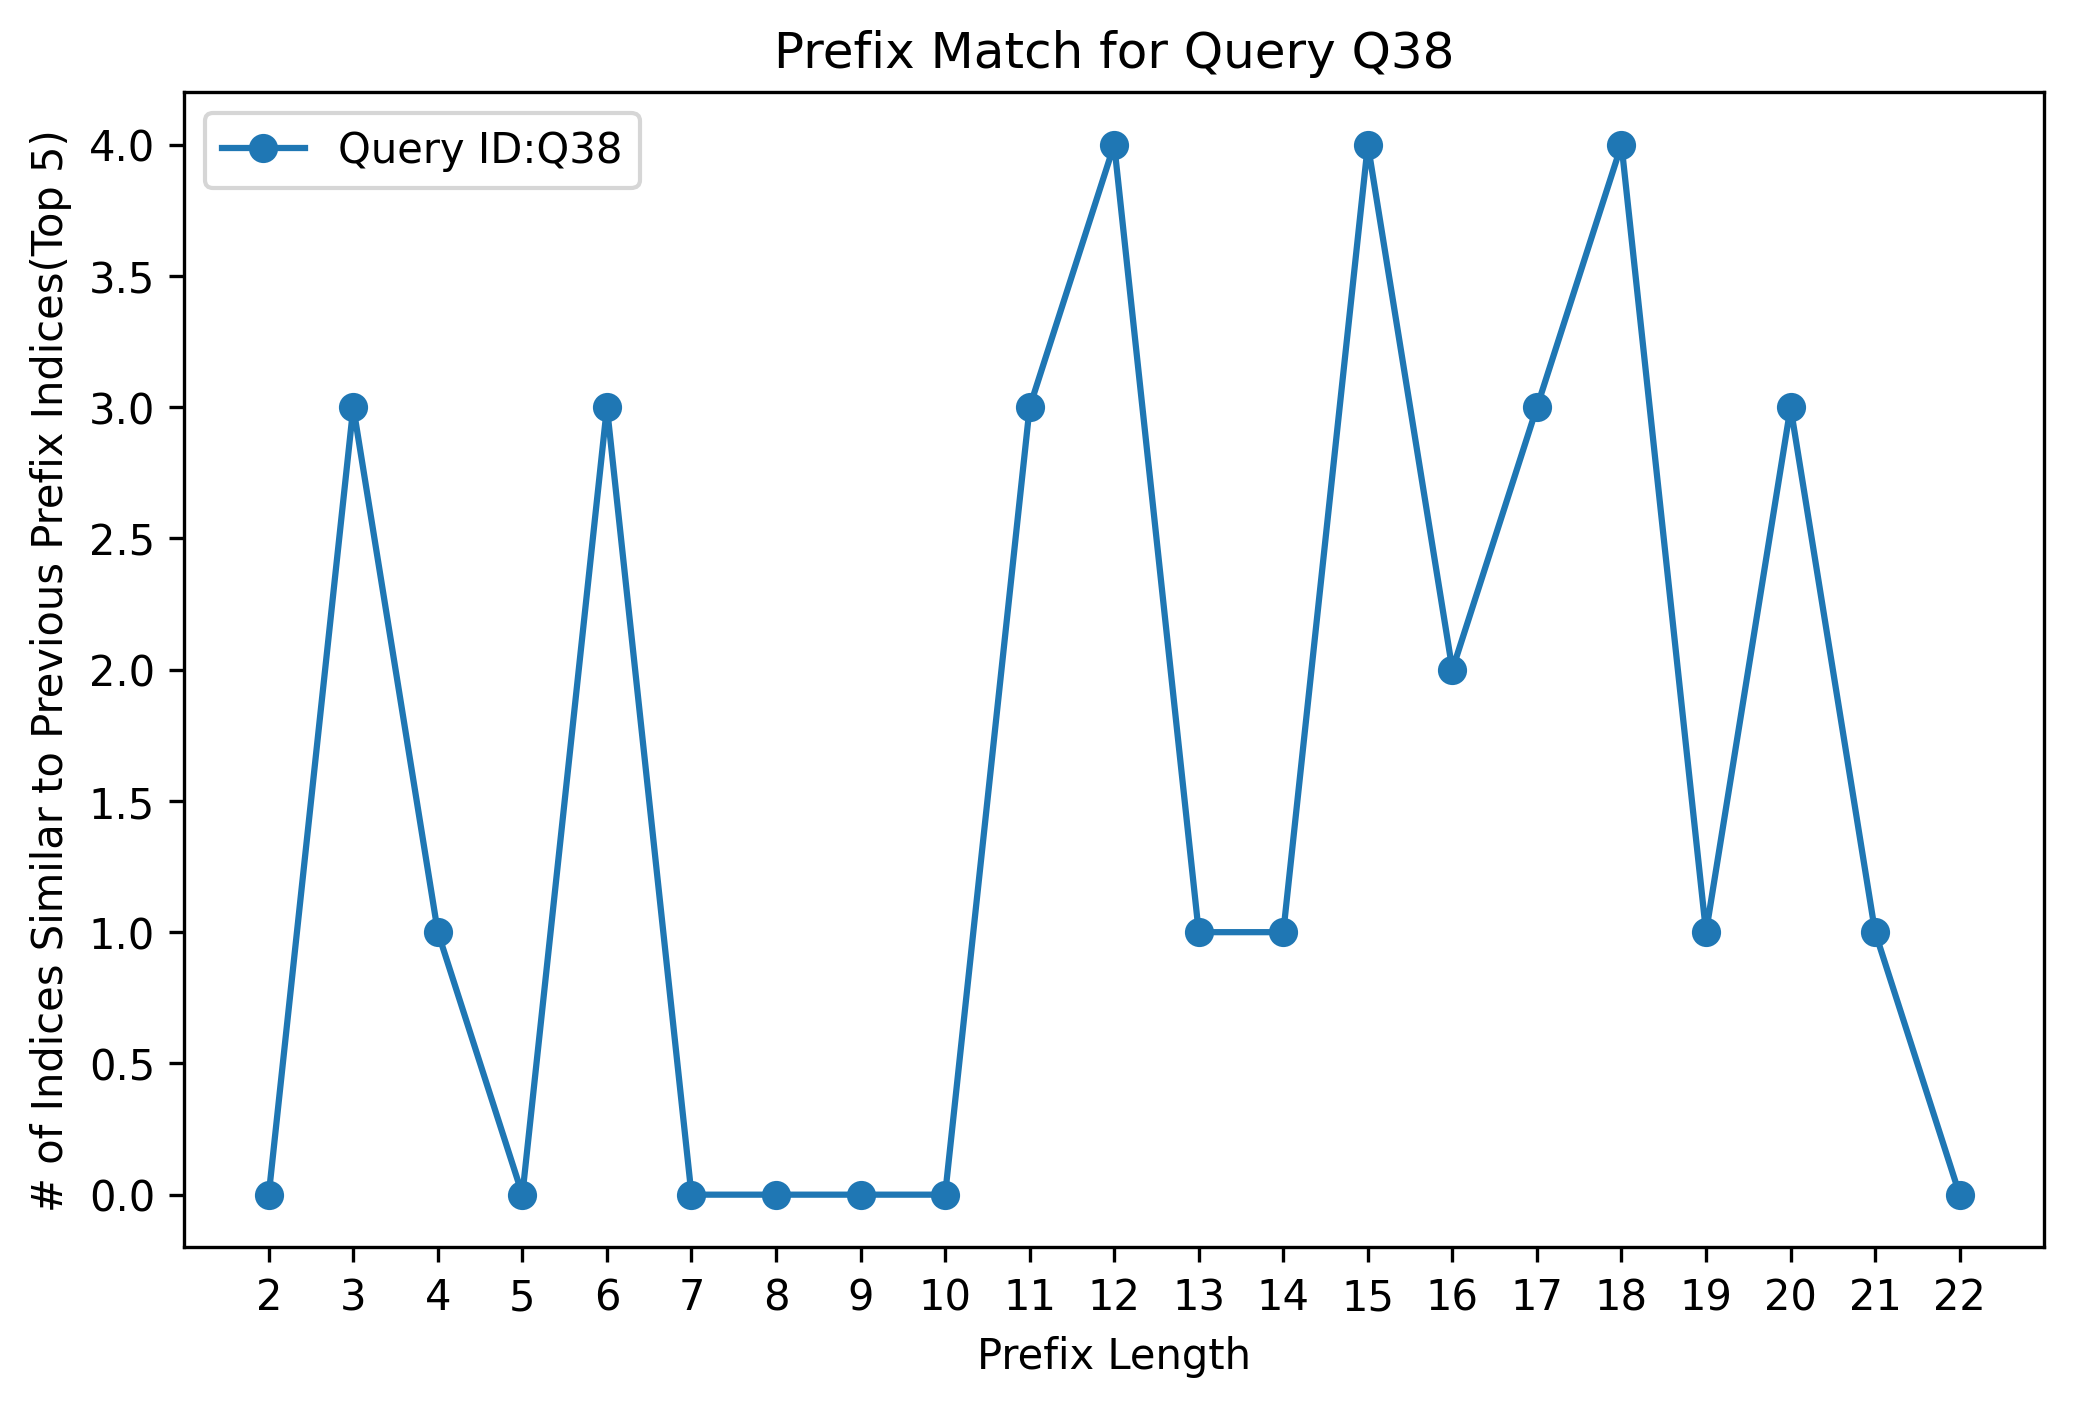 Prefix Match for Query Q38
Query ID:Q38
# of Indices Similar to Previous Prefix Indices(Top 5)
4.0
3.5
3.0
2.5
2.0
1.5
1.0
0.5
0.0
2 3 4 5 6 7 8 9 10 11 12 13 14 15 16 17 18 19 20 21 22
Prefix Length